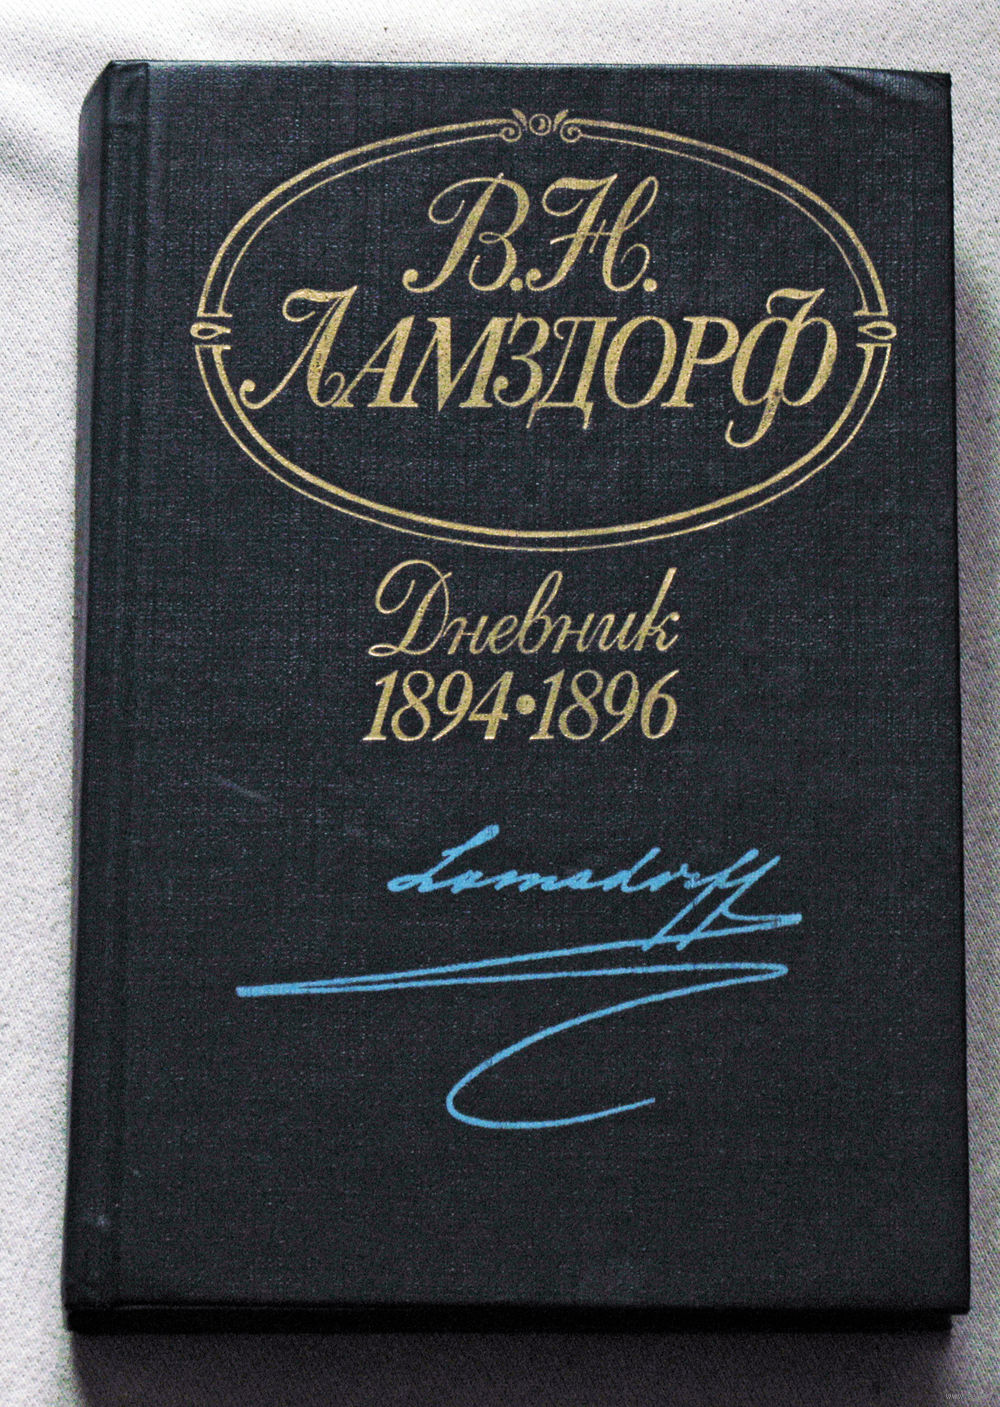 В.Н.
ЛАМЗДОРФ
Дневник
1894•1896
Lamsdorff